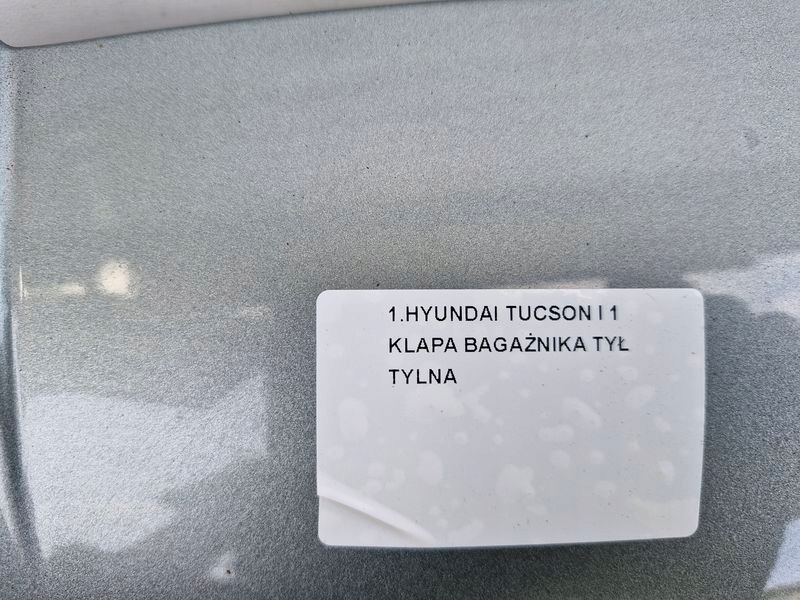 1.HYUNDAI TUCSON I 1
KLAPA BAGAŻNIKA TYŁ
TYLNA